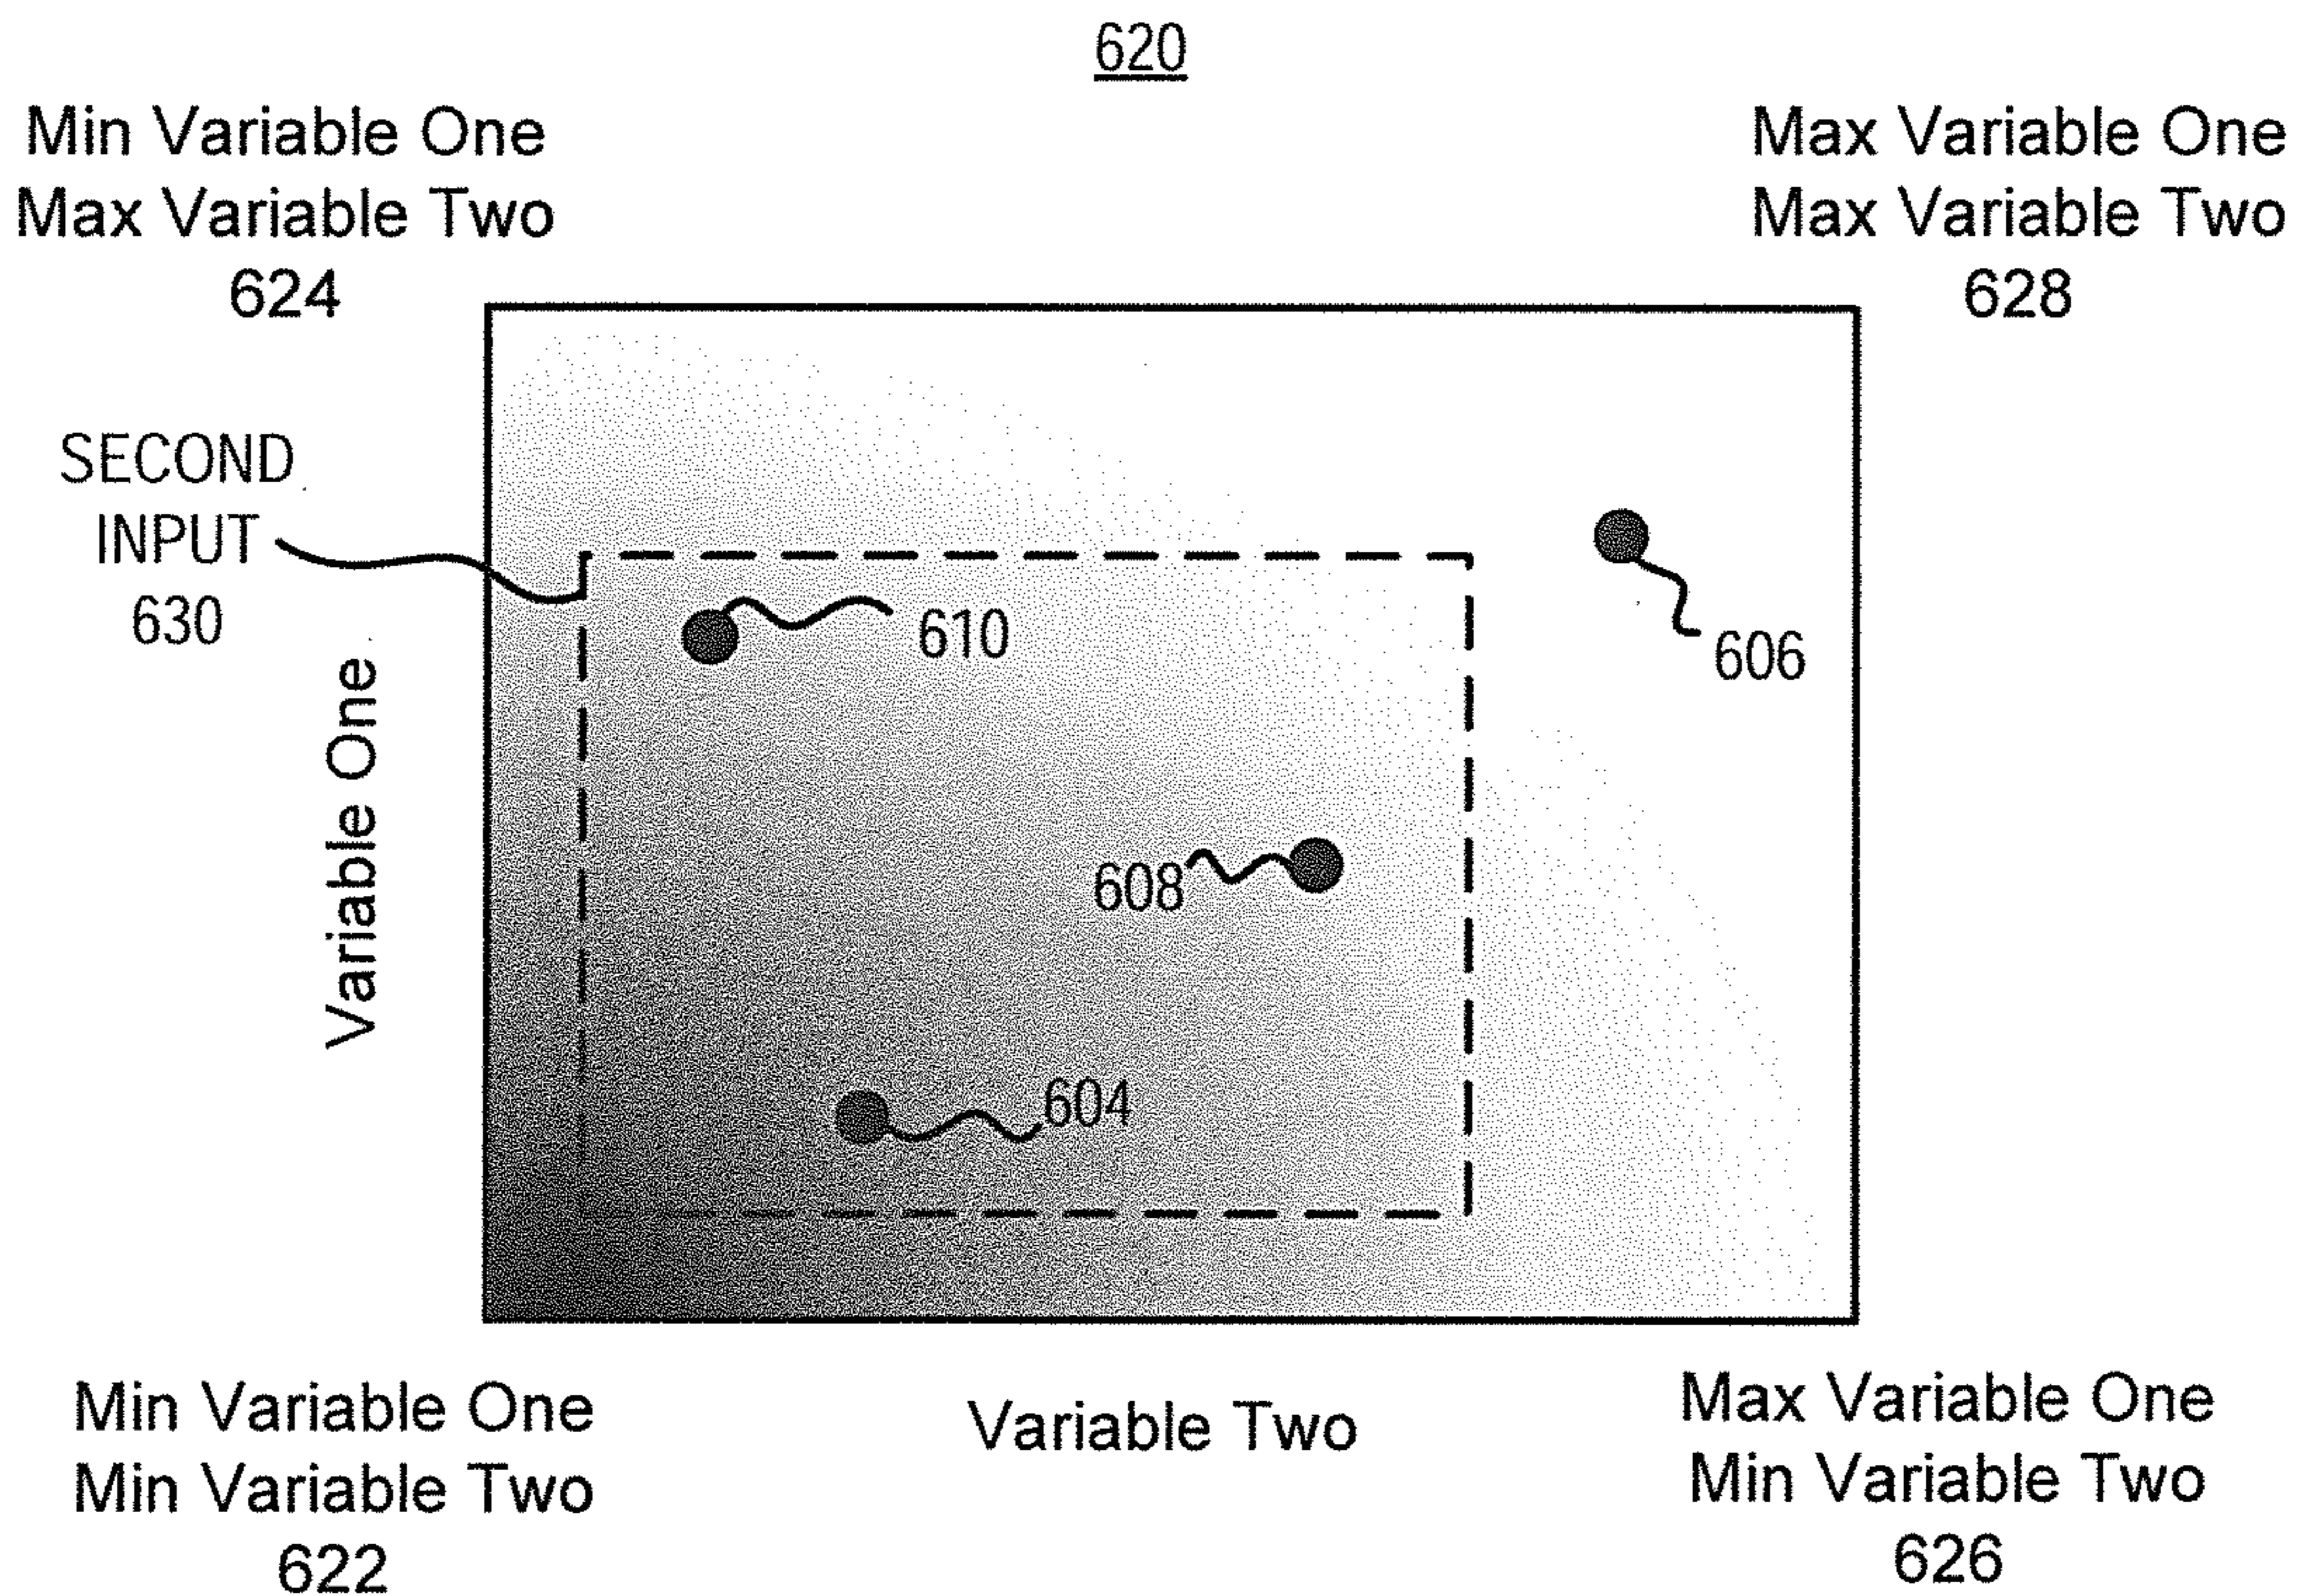 620
Min Variable One
Max Variable Two
624
Max Variable One
Max Variable Two
628
SECOND
INPUT
630
Variable One
610
606
608
604
Min Variable One
Min Variable Two
622
Variable Two
Max Variable One
Min Variable Two
626